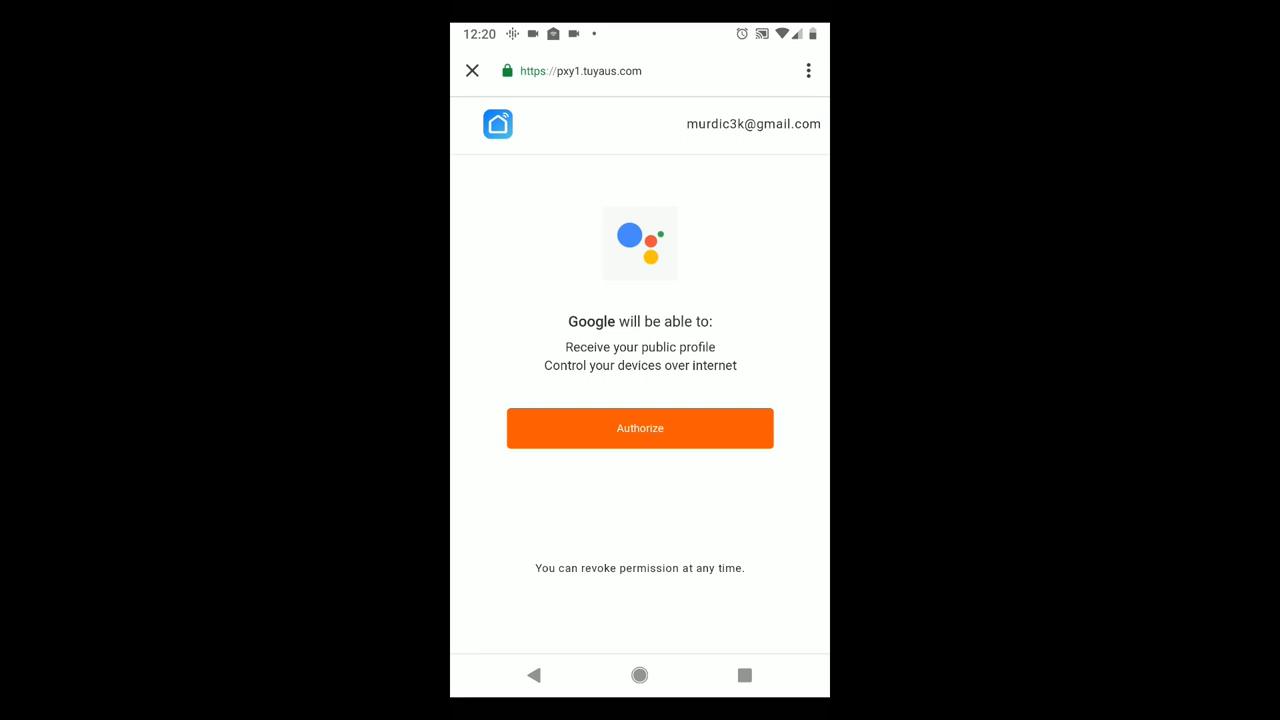 12:20
https://pxy1.tuyaus.com
murdic3k@gmail.com
Google will be able to:
Receive your public profile
Control your devices over internet
Authorize
You can revoke permission at any time.